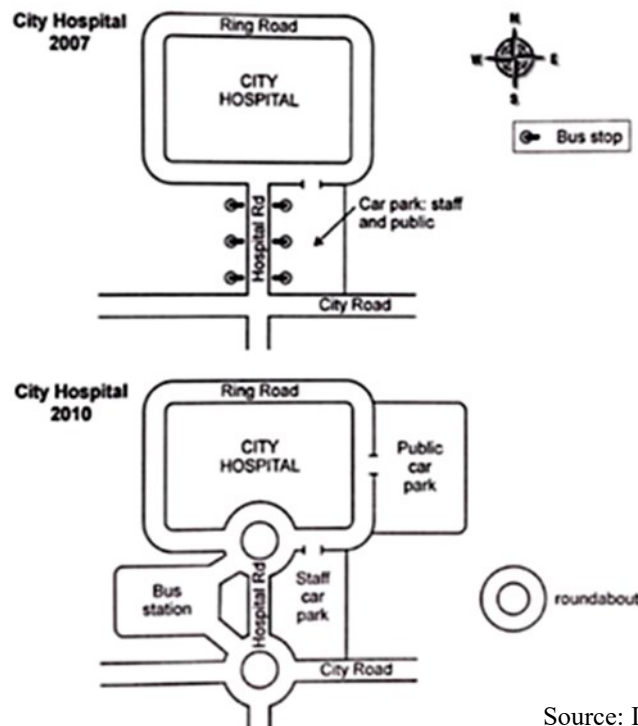 City Hospital
2007
Ring Road
CITY
HOSPITAL
N
W
E
S
Bus stop
Hospital Rd
Car park: staff
and public
City Road
City Hospital
2010
Ring Road
CITY
HOSPITAL
Public
car
park
Bus
station
Hospital Rd
Staff
car
park
roundabout
City Road
Source: